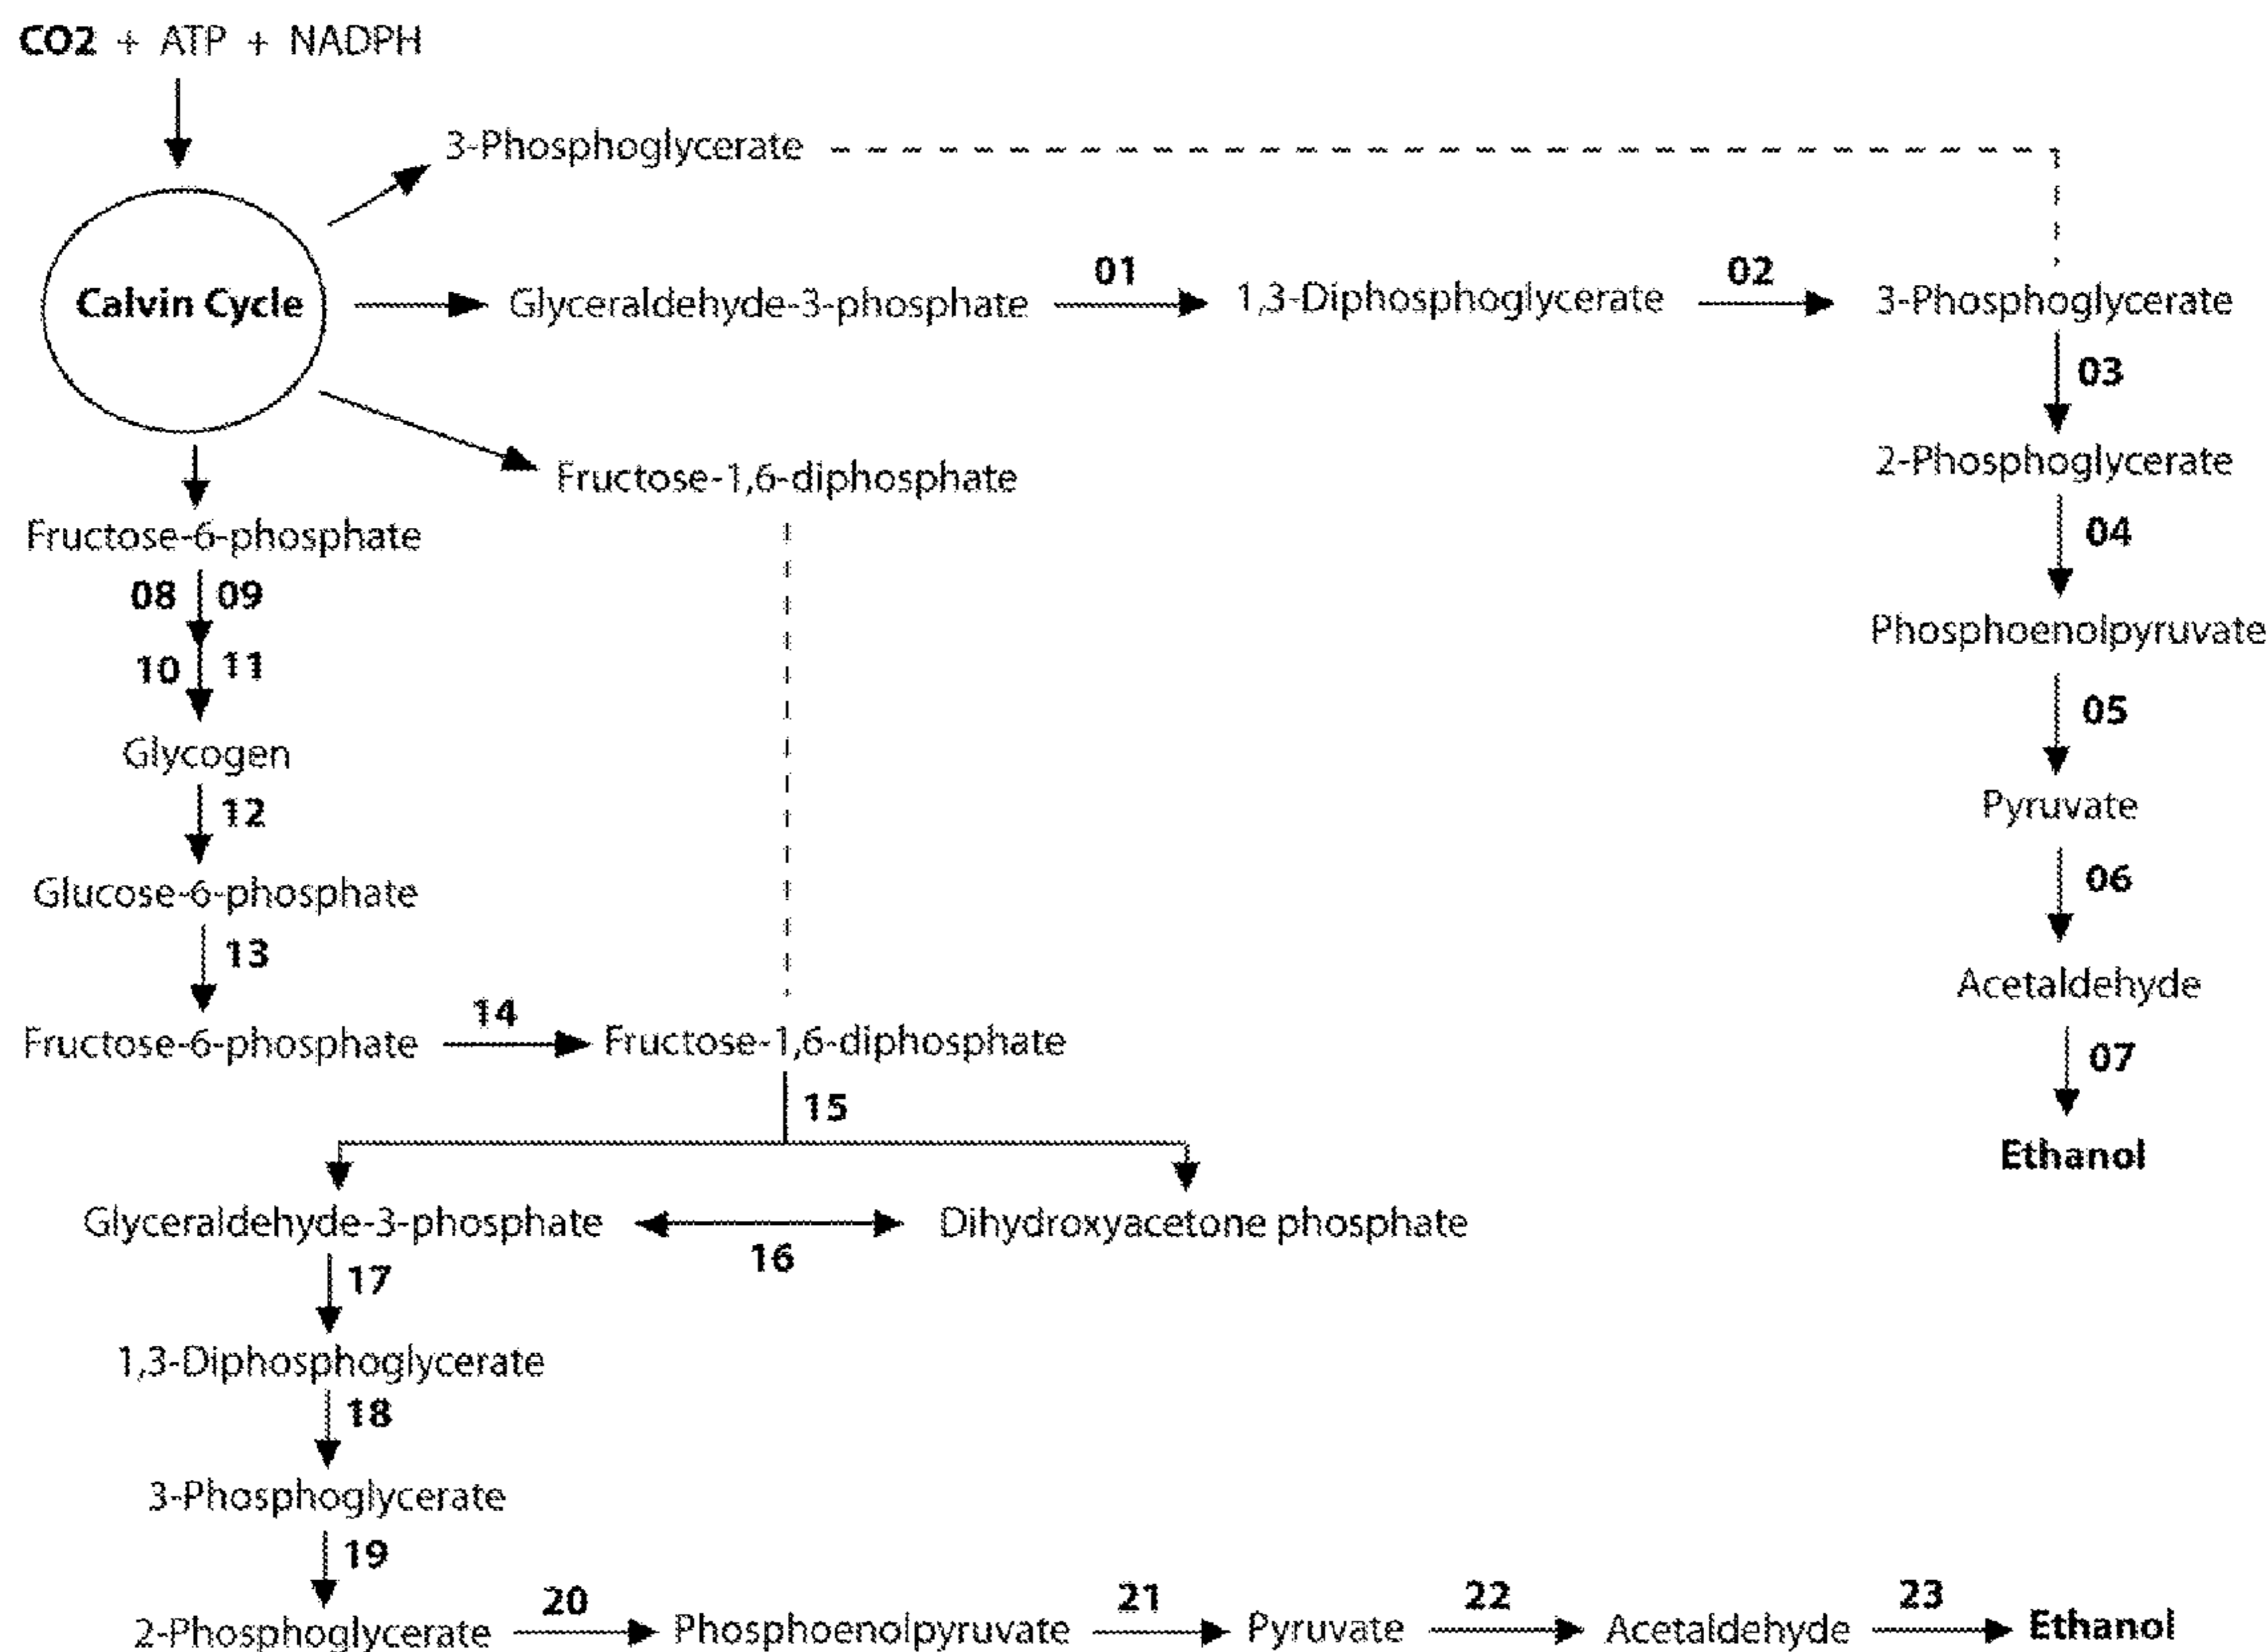 CO2 + ATP + NADPH
3-Phosphoglycerate
Calvin Cycle
Glyceraldehyde-3-phosphate
01
1,3-Diphosphoglycerate
02
3-Phosphoglycerate
03
2-Phosphoglycerate
04
Phosphoenolpyruvate
05
Pyruvate
06
Acetaldehyde
07
Ethanol
Fructose-1,6-diphosphate
Fructose-6-phosphate
08 09
10 11
Glycogen
12
Glucose-6-phosphate
13
Fructose-6-phosphate
14
Fructose-1,6-diphosphate
15
Glyceraldehyde-3-phosphate
16
Dihydroxyacetone phosphate
17
1,3-Diphosphoglycerate
18
3-Phosphoglycerate
19
2-Phosphoglycerate
20
Phosphoenolpyruvate
21
Pyruvate
22
Acetaldehyde
23
Ethanol